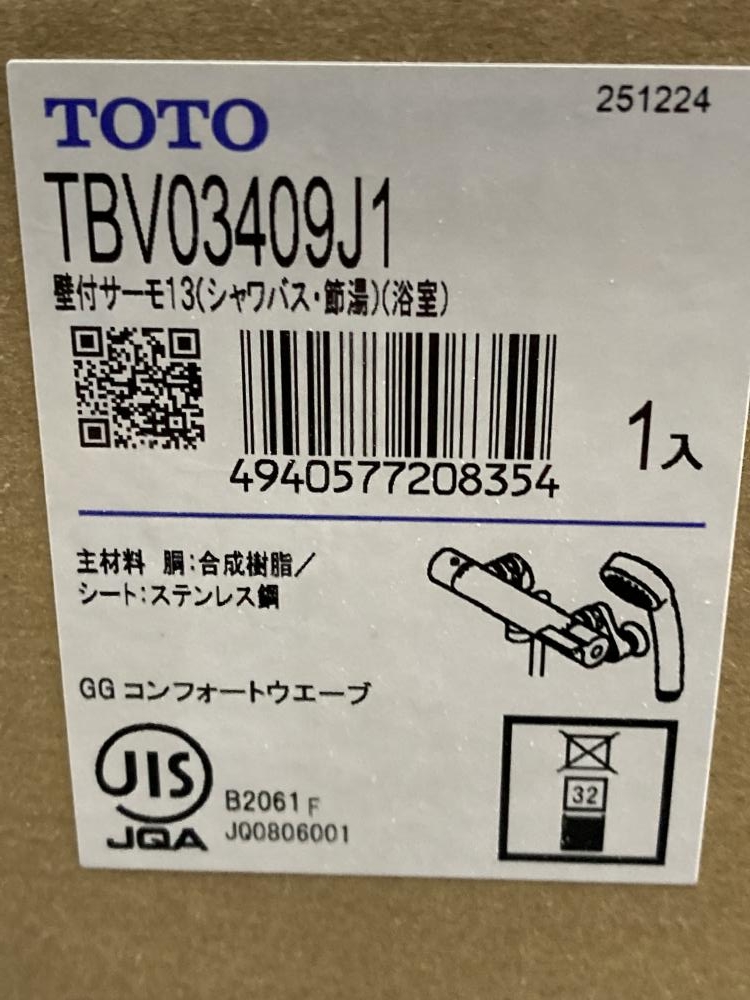 TOTO
251224
TBV03409J1
壁付サーモ13(シャワバス・節湯)(浴室)
4940577208354
1入
主材料 胴:合成樹脂/
シート:ステンレス鋼
GG コンフォートウエーブ
JIS
JQA
B2061 F
JQ0806001
32